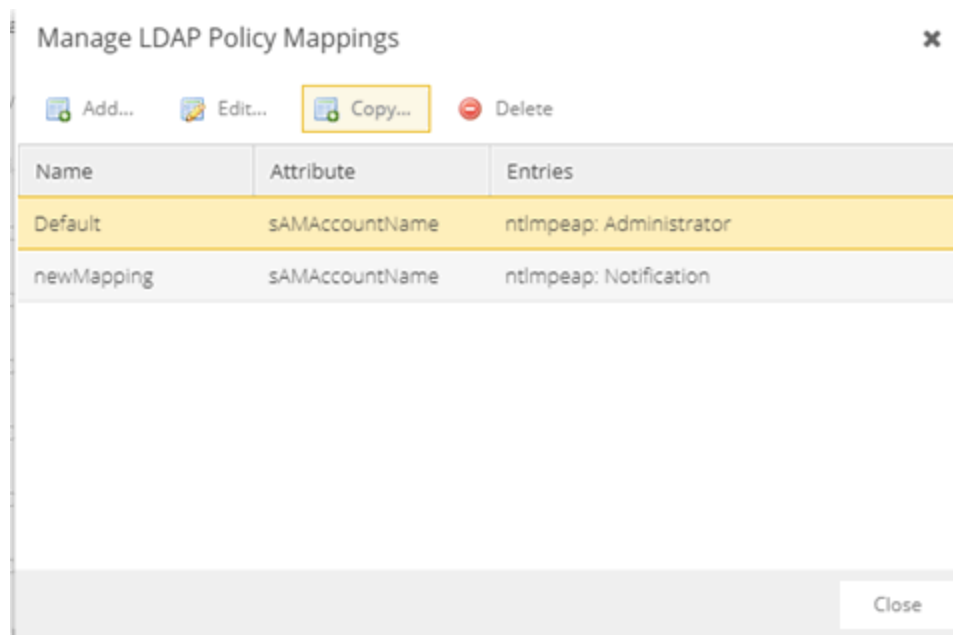 Manage LDAP Policy Mappings
Add... Edit... Copy... Delete
Name Attribute Entries
Default sAMAccountName ntlmpeap: Administrator
newMapping sAMAccountName ntlmpeap: Notification
Close